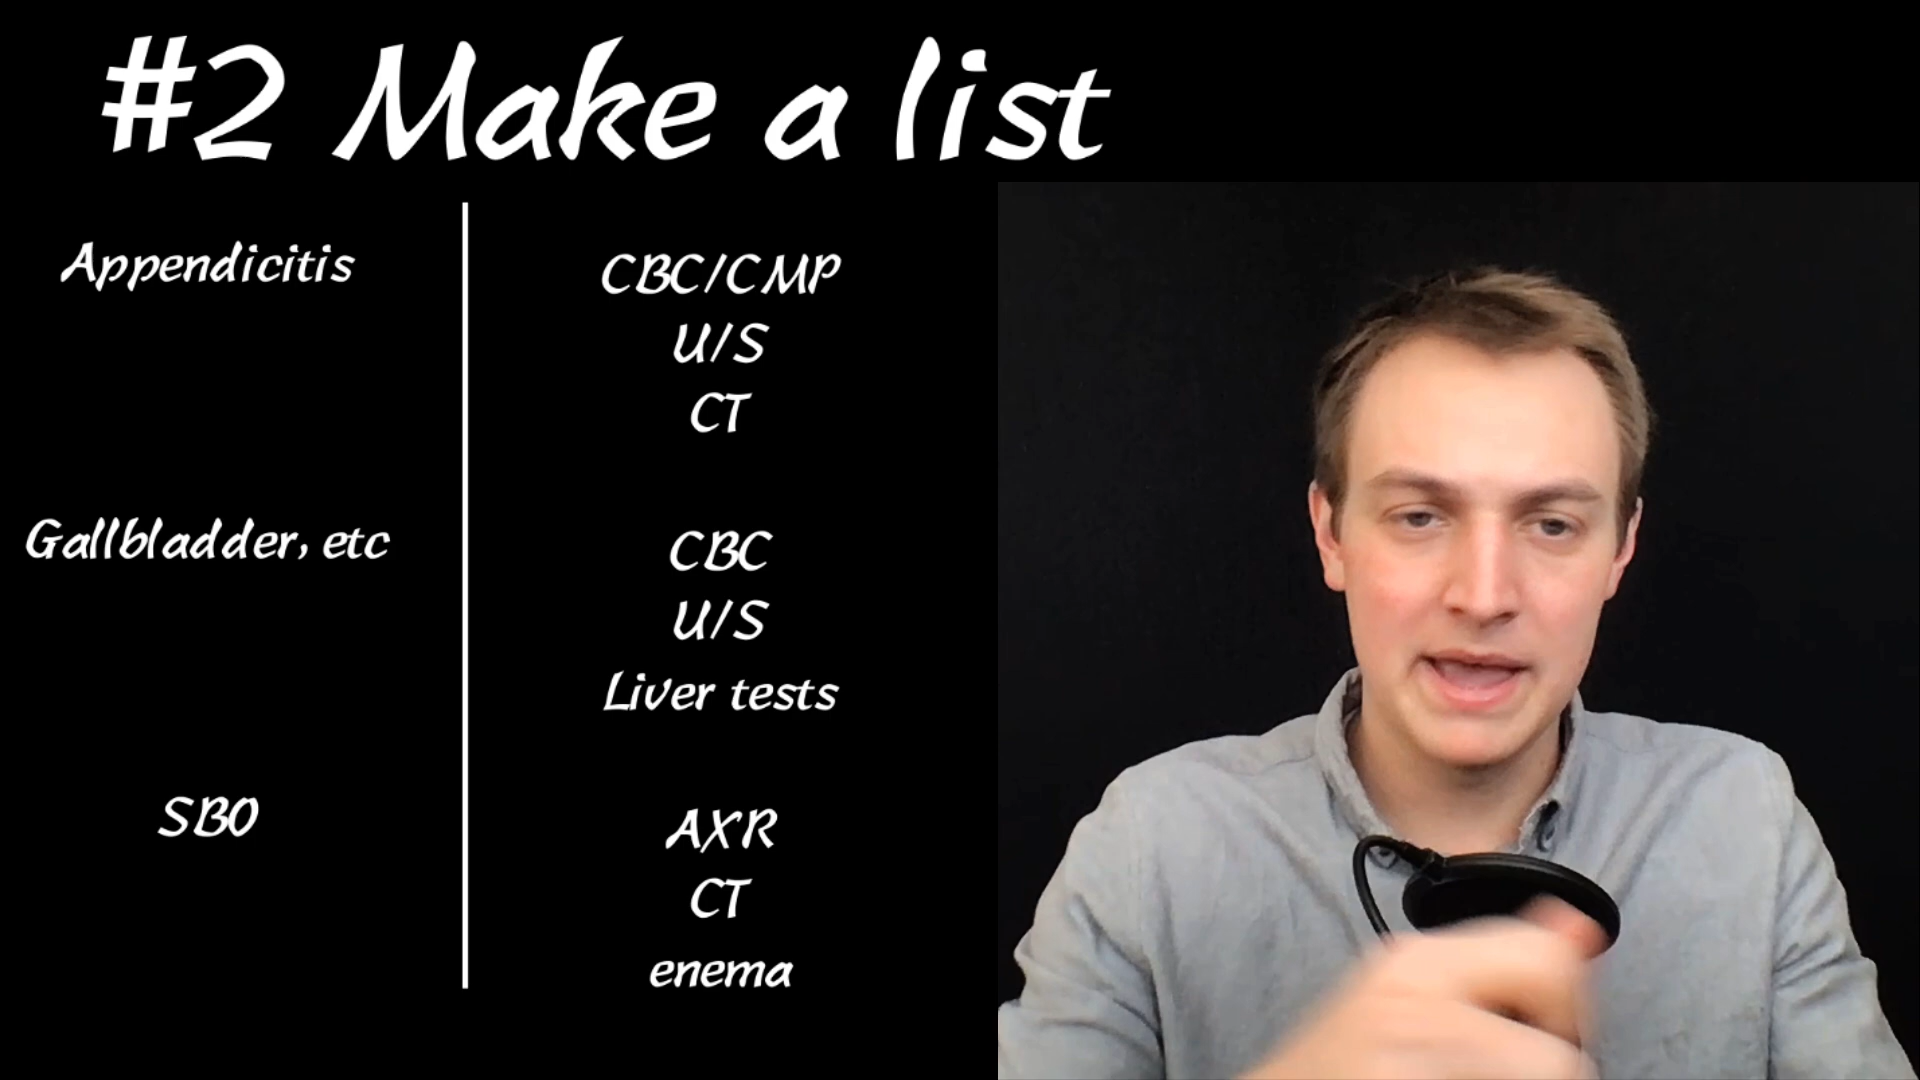 #2 Make a list
Appendicitis
CBC/CMP
U/S
CT
Gallbladder, etc
CBC
U/S
Liver tests
SBO
AXR
CT
enema